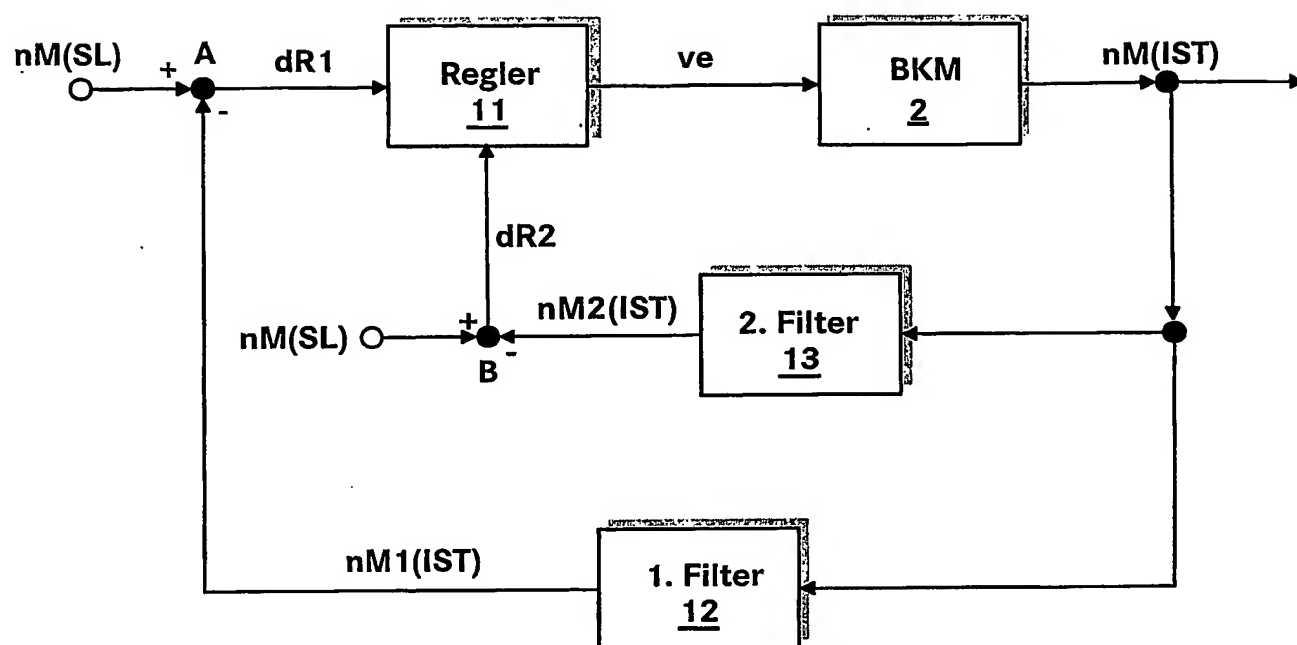 nM(SL)
+
A
-
dR1
Regler
11
ve
BKM
2
nM(IST)
dR2
nM(SL)
+
B
-
nM2(IST)
2. Filter
13
nM1(IST)
1. Filter
12